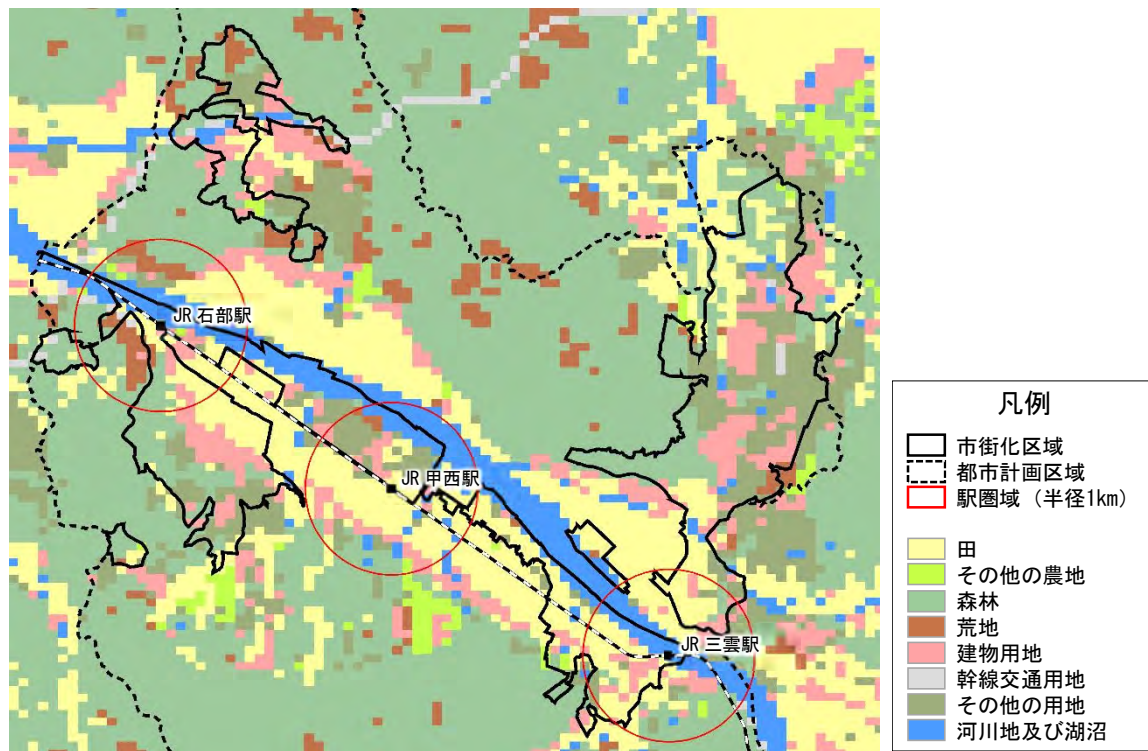 JR 石部駅
JR 甲西駅
JR 三雲駅
凡例
市街化区域
都市計画区域
駅圏域（半径1km）
田
その他の農地
森林
荒地
建物用地
幹線交通用地
その他の用地
河川地及び湖沼